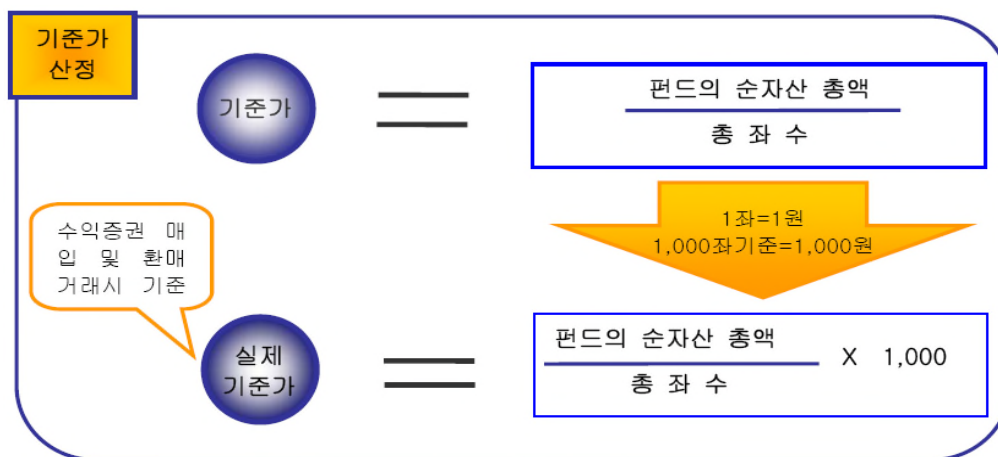 기준가
산정
기준가
펀드의 순자산 총액
총 좌 수
1좌=1원
1,000좌기준=1,000원
수익증권 매
입 및 환매
거래시 기준
실제
기준가
펀드의 순자산 총액
총 좌 수
X 1,000